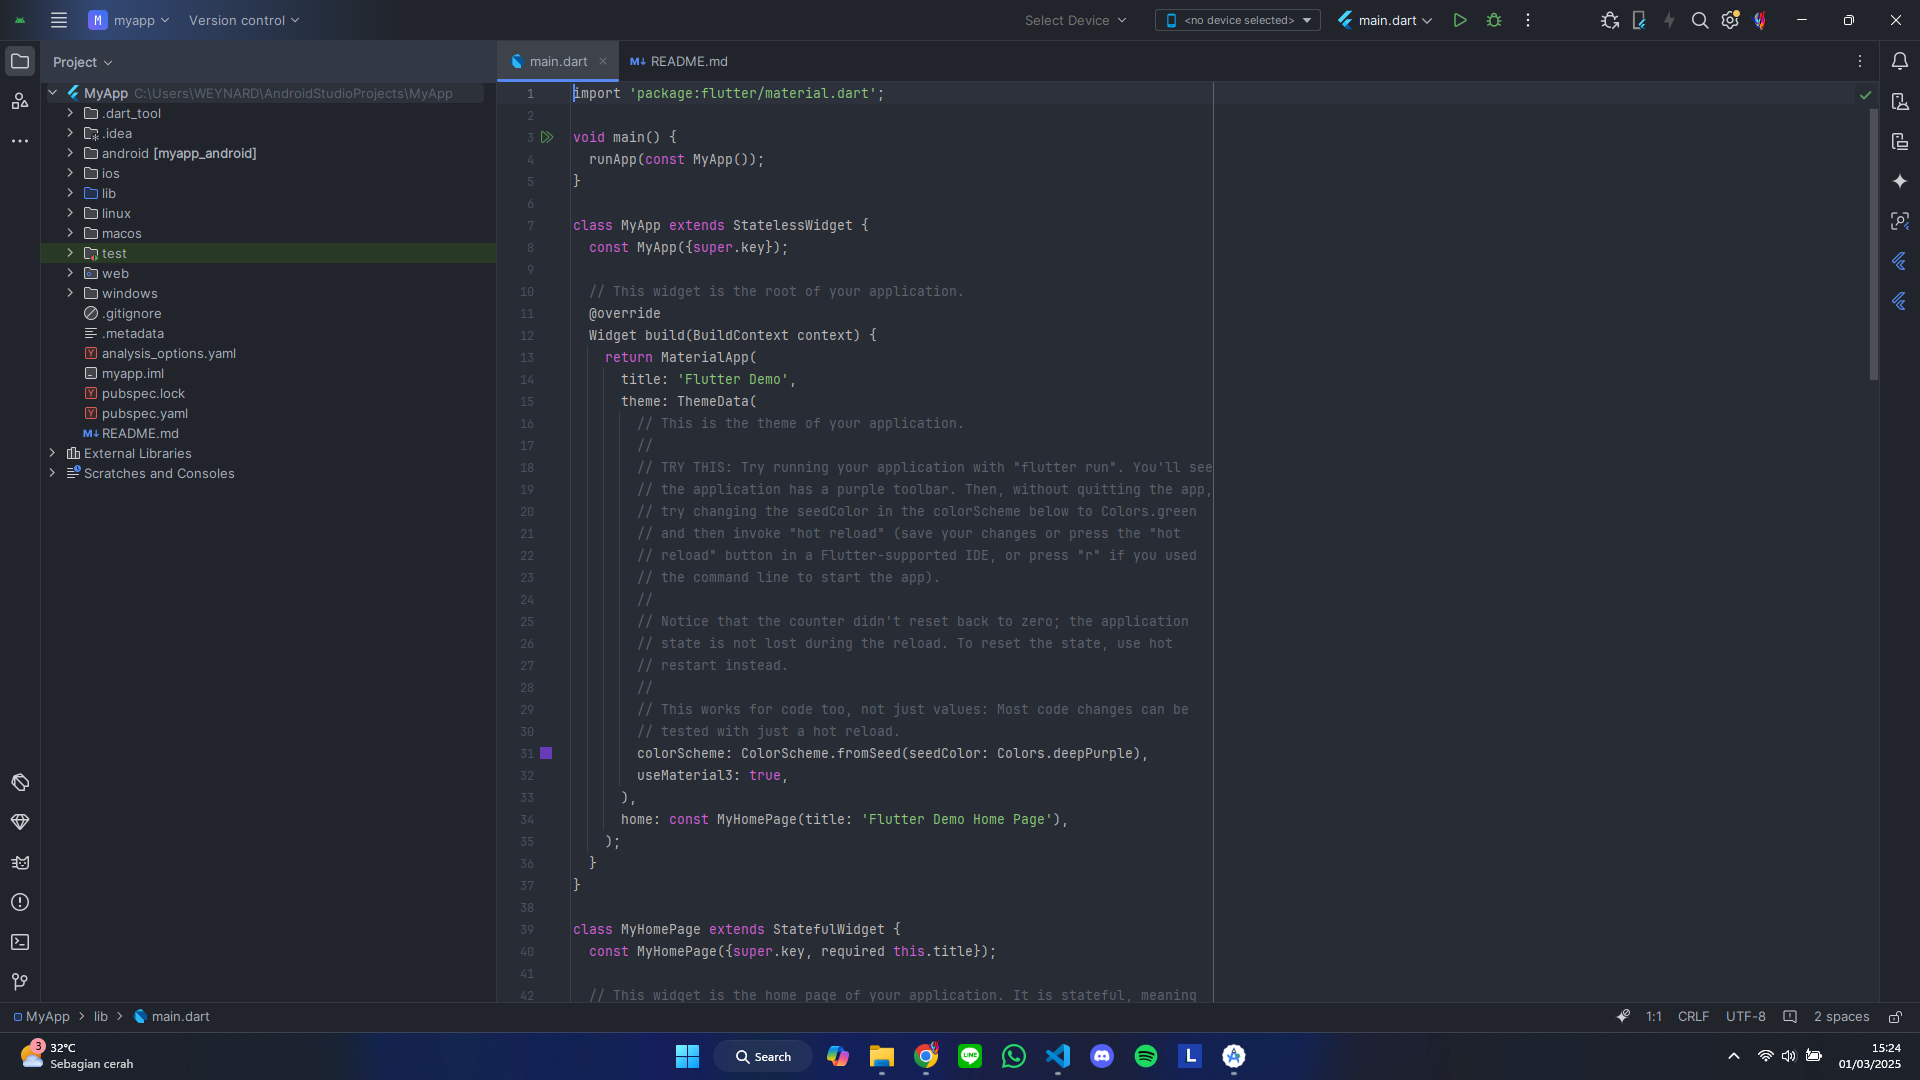 M myapp Version control Select Device <no device selected> main.dart
Project
main.dart README.md
MyApp C:\Users\WEYNARD\AndroidStudioProjects\MyApp
.dart_tool
.idea
android [myapp_android]
ios
lib
linux
macos
test
web
windows
.gitignore
.metadata
analysis_options.yaml
myapp.iml
pubspec.lock
pubspec.yaml
README.md
External Libraries
Scratches and Consoles
1 import 'package:flutter/material.dart';
2
3 void main() {
4 runApp(const MyApp());
5 }
6
7 class MyApp extends StatelessWidget {
8 const MyApp({super.key});
9
10 // This widget is the root of your application.
11 @override
12 Widget build(BuildContext context) {
13 return MaterialApp(
14 title: 'Flutter Demo',
15 theme: ThemeData(
16 // This is the theme of your application.
17 //
18 // TRY THIS: Try running your application with "flutter run". You'll see
19 // the application has a purple toolbar. Then, without quitting the app,
20 // try changing the seedColor in the colorScheme below to Colors.green
21 // and then invoke "hot reload" (save your changes or press the "hot
22 // reload" button in a Flutter-supported IDE, or press "r" if you used
23 // the command line to start the app).
24 //
25 // Notice that the counter didn't reset back to zero; the application
26 // state is not lost during the reload. To reset the state, use hot
27 // restart instead.
28 //
29 // This works for code too, not just values: Most code changes can be
30 // tested with just a hot reload.
31 colorScheme: ColorScheme.fromSeed(seedColor: Colors.deepPurple),
32 useMaterial3: true,
33 ),
34 home: const MyHomePage(title: 'Flutter Demo Home Page'),
35 );
36 }
37 }
38
39 class MyHomePage extends StatefulWidget {
40 const MyHomePage({super.key, required this.title});
41
42 // This widget is the home page of your application. It is stateful, meaning
MyApp > lib > main.dart 1:1 CRLF UTF-8 2 spaces
3 32°C
Sebagian cerah
Search
LINE
L
15:24
01/03/2025